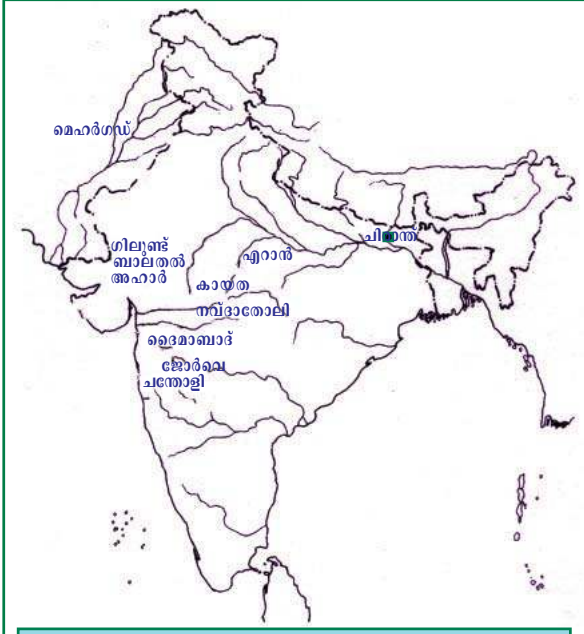 മെഹർഗഡ്
ഗിലുണ്ട്
ബാലതൽ
അഹാർ
എറാൻ
ചിരാന്ത്
കായത
നവ്ദാതോലി
ദൈമാബാദ്
ജോർവെ
ചന്തോളി